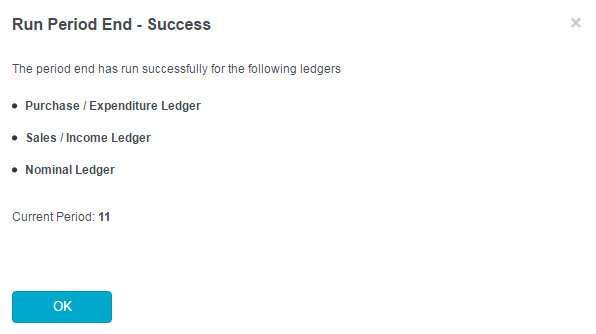 Run Period End - Success
The period end has run successfully for the following ledgers
• Purchase / Expenditure Ledger
• Sales / Income Ledger
• Nominal Ledger
Current Period: 11
OK